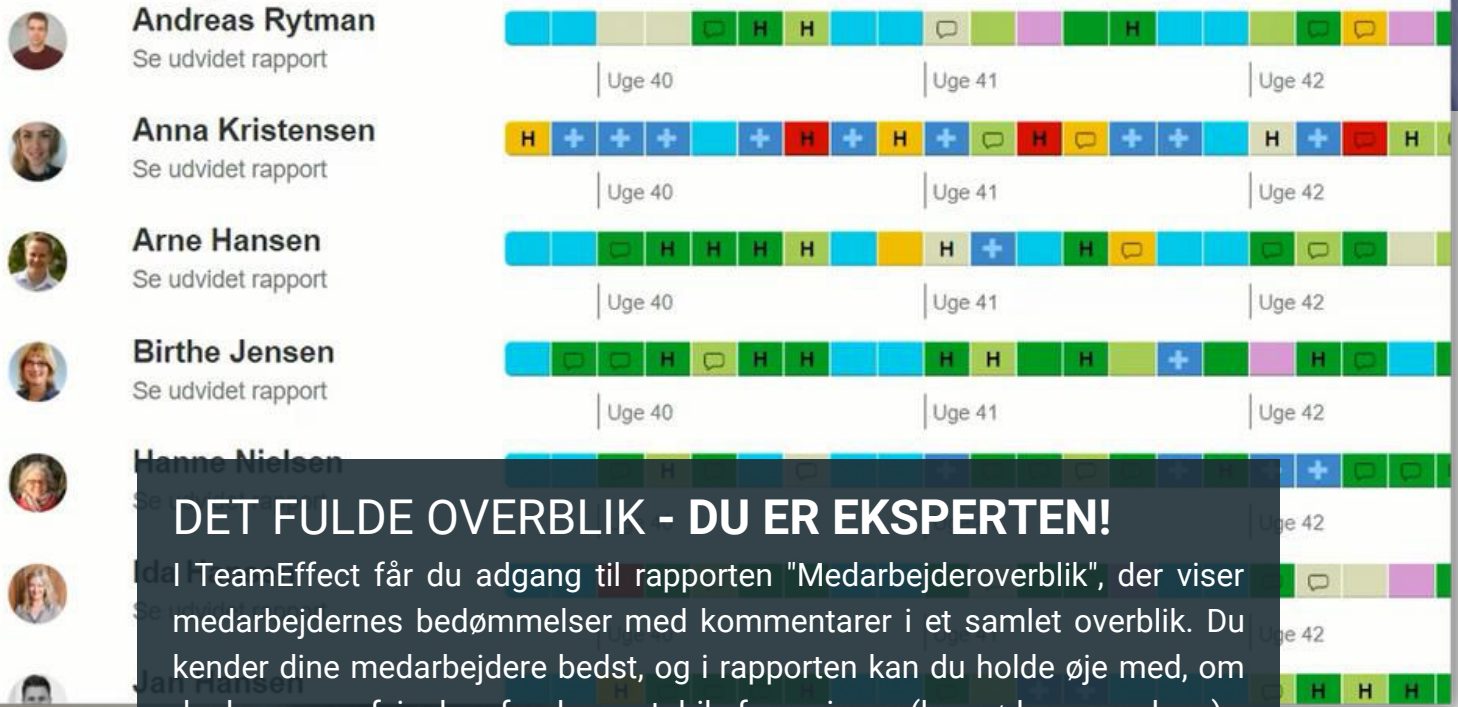 Andreas Rytman
Se udvidet rapport
H H H
Uge 40 Uge 41 Uge 42
Anna Kristensen
Se udvidet rapport
H H H H H H
Uge 40 Uge 41 Uge 42
Arne Hansen
Se udvidet rapport
H H H H H H
Uge 40 Uge 41 Uge 42
Birthe Jensen
Se udvidet rapport
H H H H H H H
Uge 40 Uge 41 Uge 42
Hanne Nielsen
H H
Uge 42
DET FULDE OVERBLIK - DU ER EKSPERTEN!
I TeamEffect får du adgang til rapporten "Medarbejderoverblik", der viser
medarbejdernes bedømmelser med kommentarer i et samlet overblik. Du
Uge 42
kender dine medarbejdere bedst, og i rapporten kan du holde øje med, om
Jan Hansen
H H H H